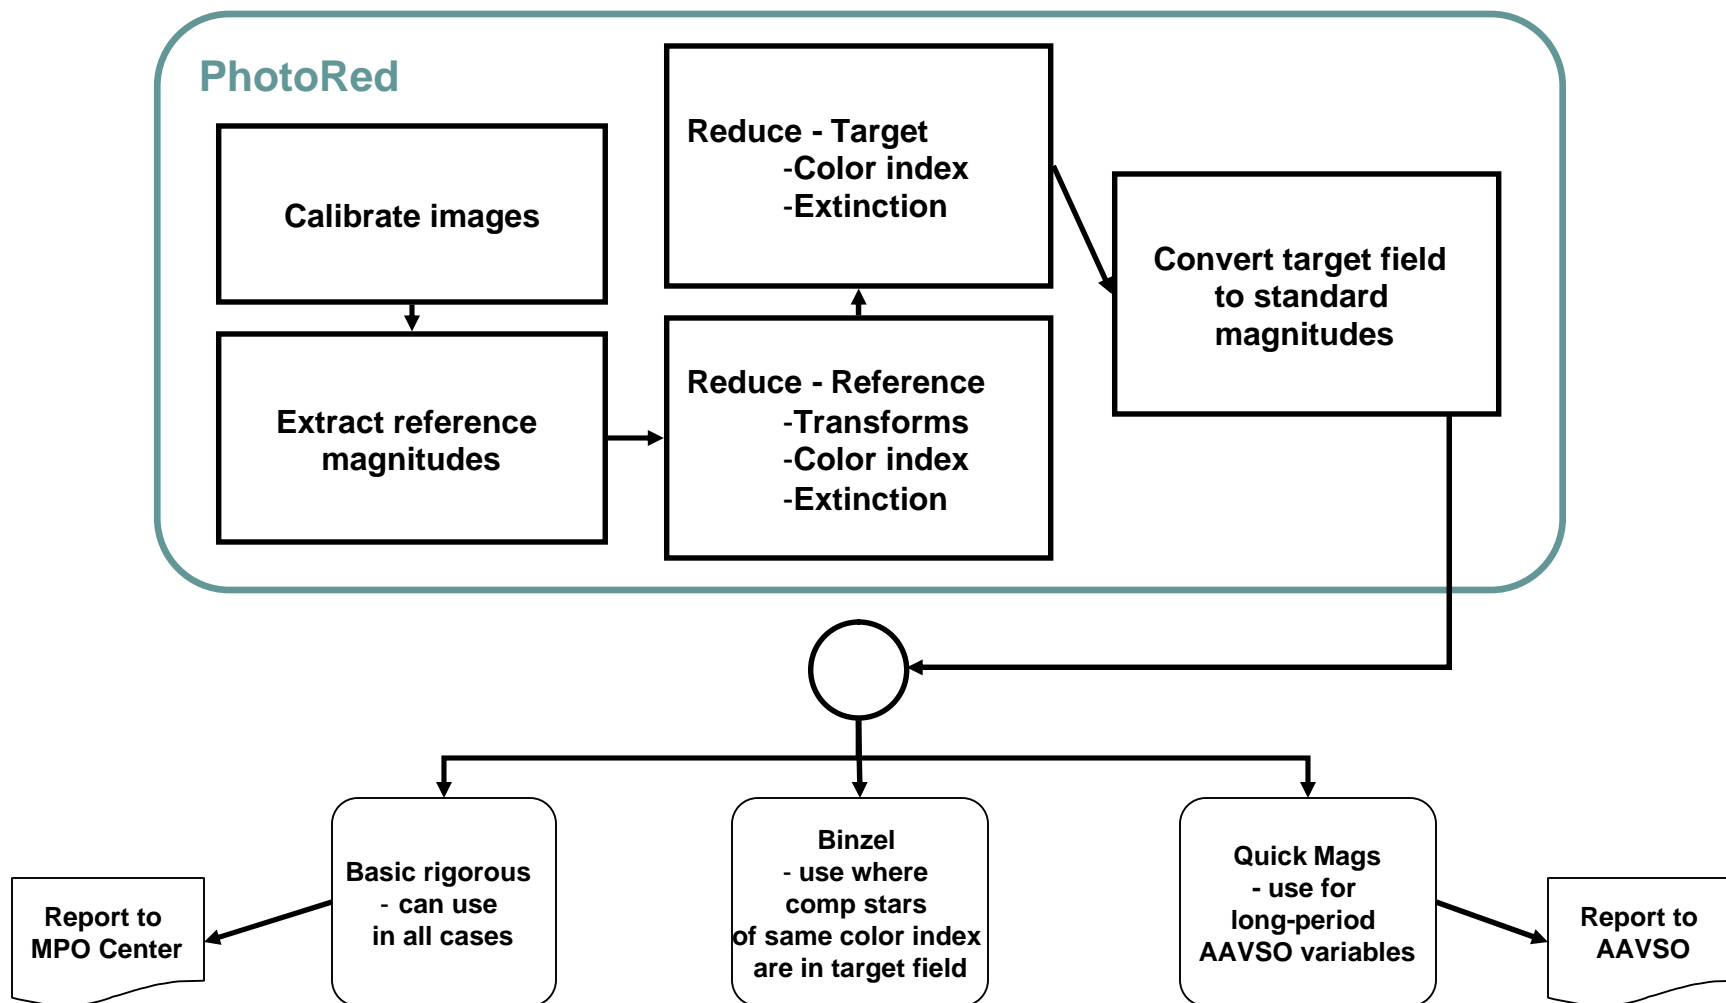 PhotoRed
Calibrate images
Extract reference
magnitudes
Reduce - Reference
-Transforms
-Color index
-Extinction
Reduce - Target
-Color index
-Extinction
Convert target field
to standard
magnitudes
Basic rigorous
- can use
in all cases
Report to
MPO Center
Binzel
- use where
comp stars
of same color index
are in target field
Quick Mags
- use for
long-period
AAVSO variables
Report to
AAVSO